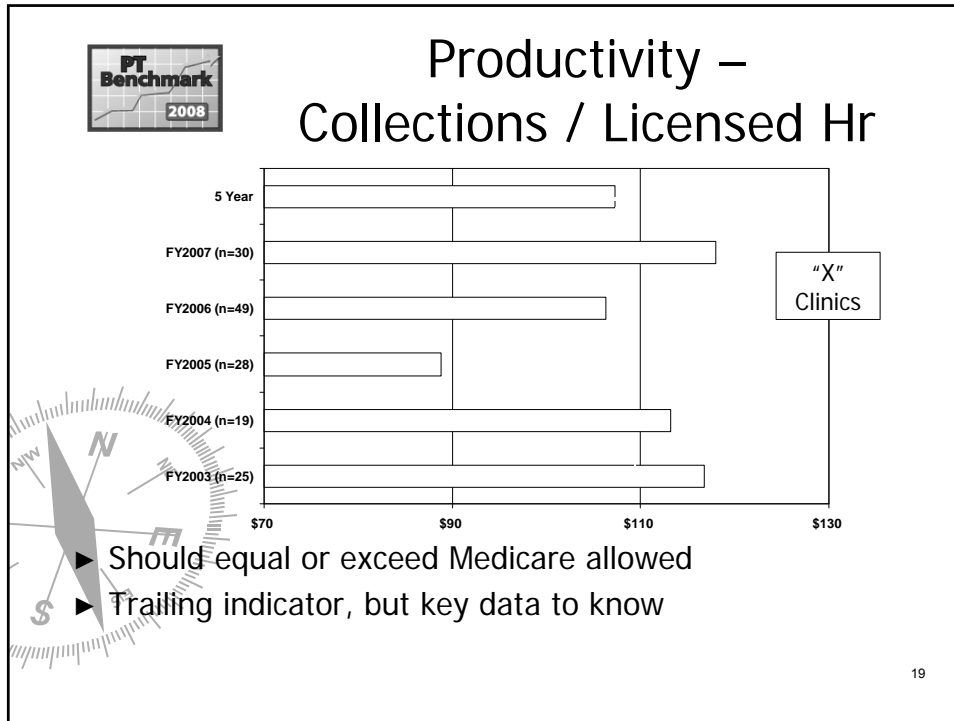 PT
Benchmark
2008
Productivity –
Collections / Licensed Hr
5 Year
FY2007 (n=30)
FY2006 (n=49)
FY2005 (n=28)
FY2004 (n=19)
FY2003 (n=25)
$70
$90
$110
$130
"X"
Clinics
NW
N
E
S
► Should equal or exceed Medicare allowed
► Trailing indicator, but key data to know
19